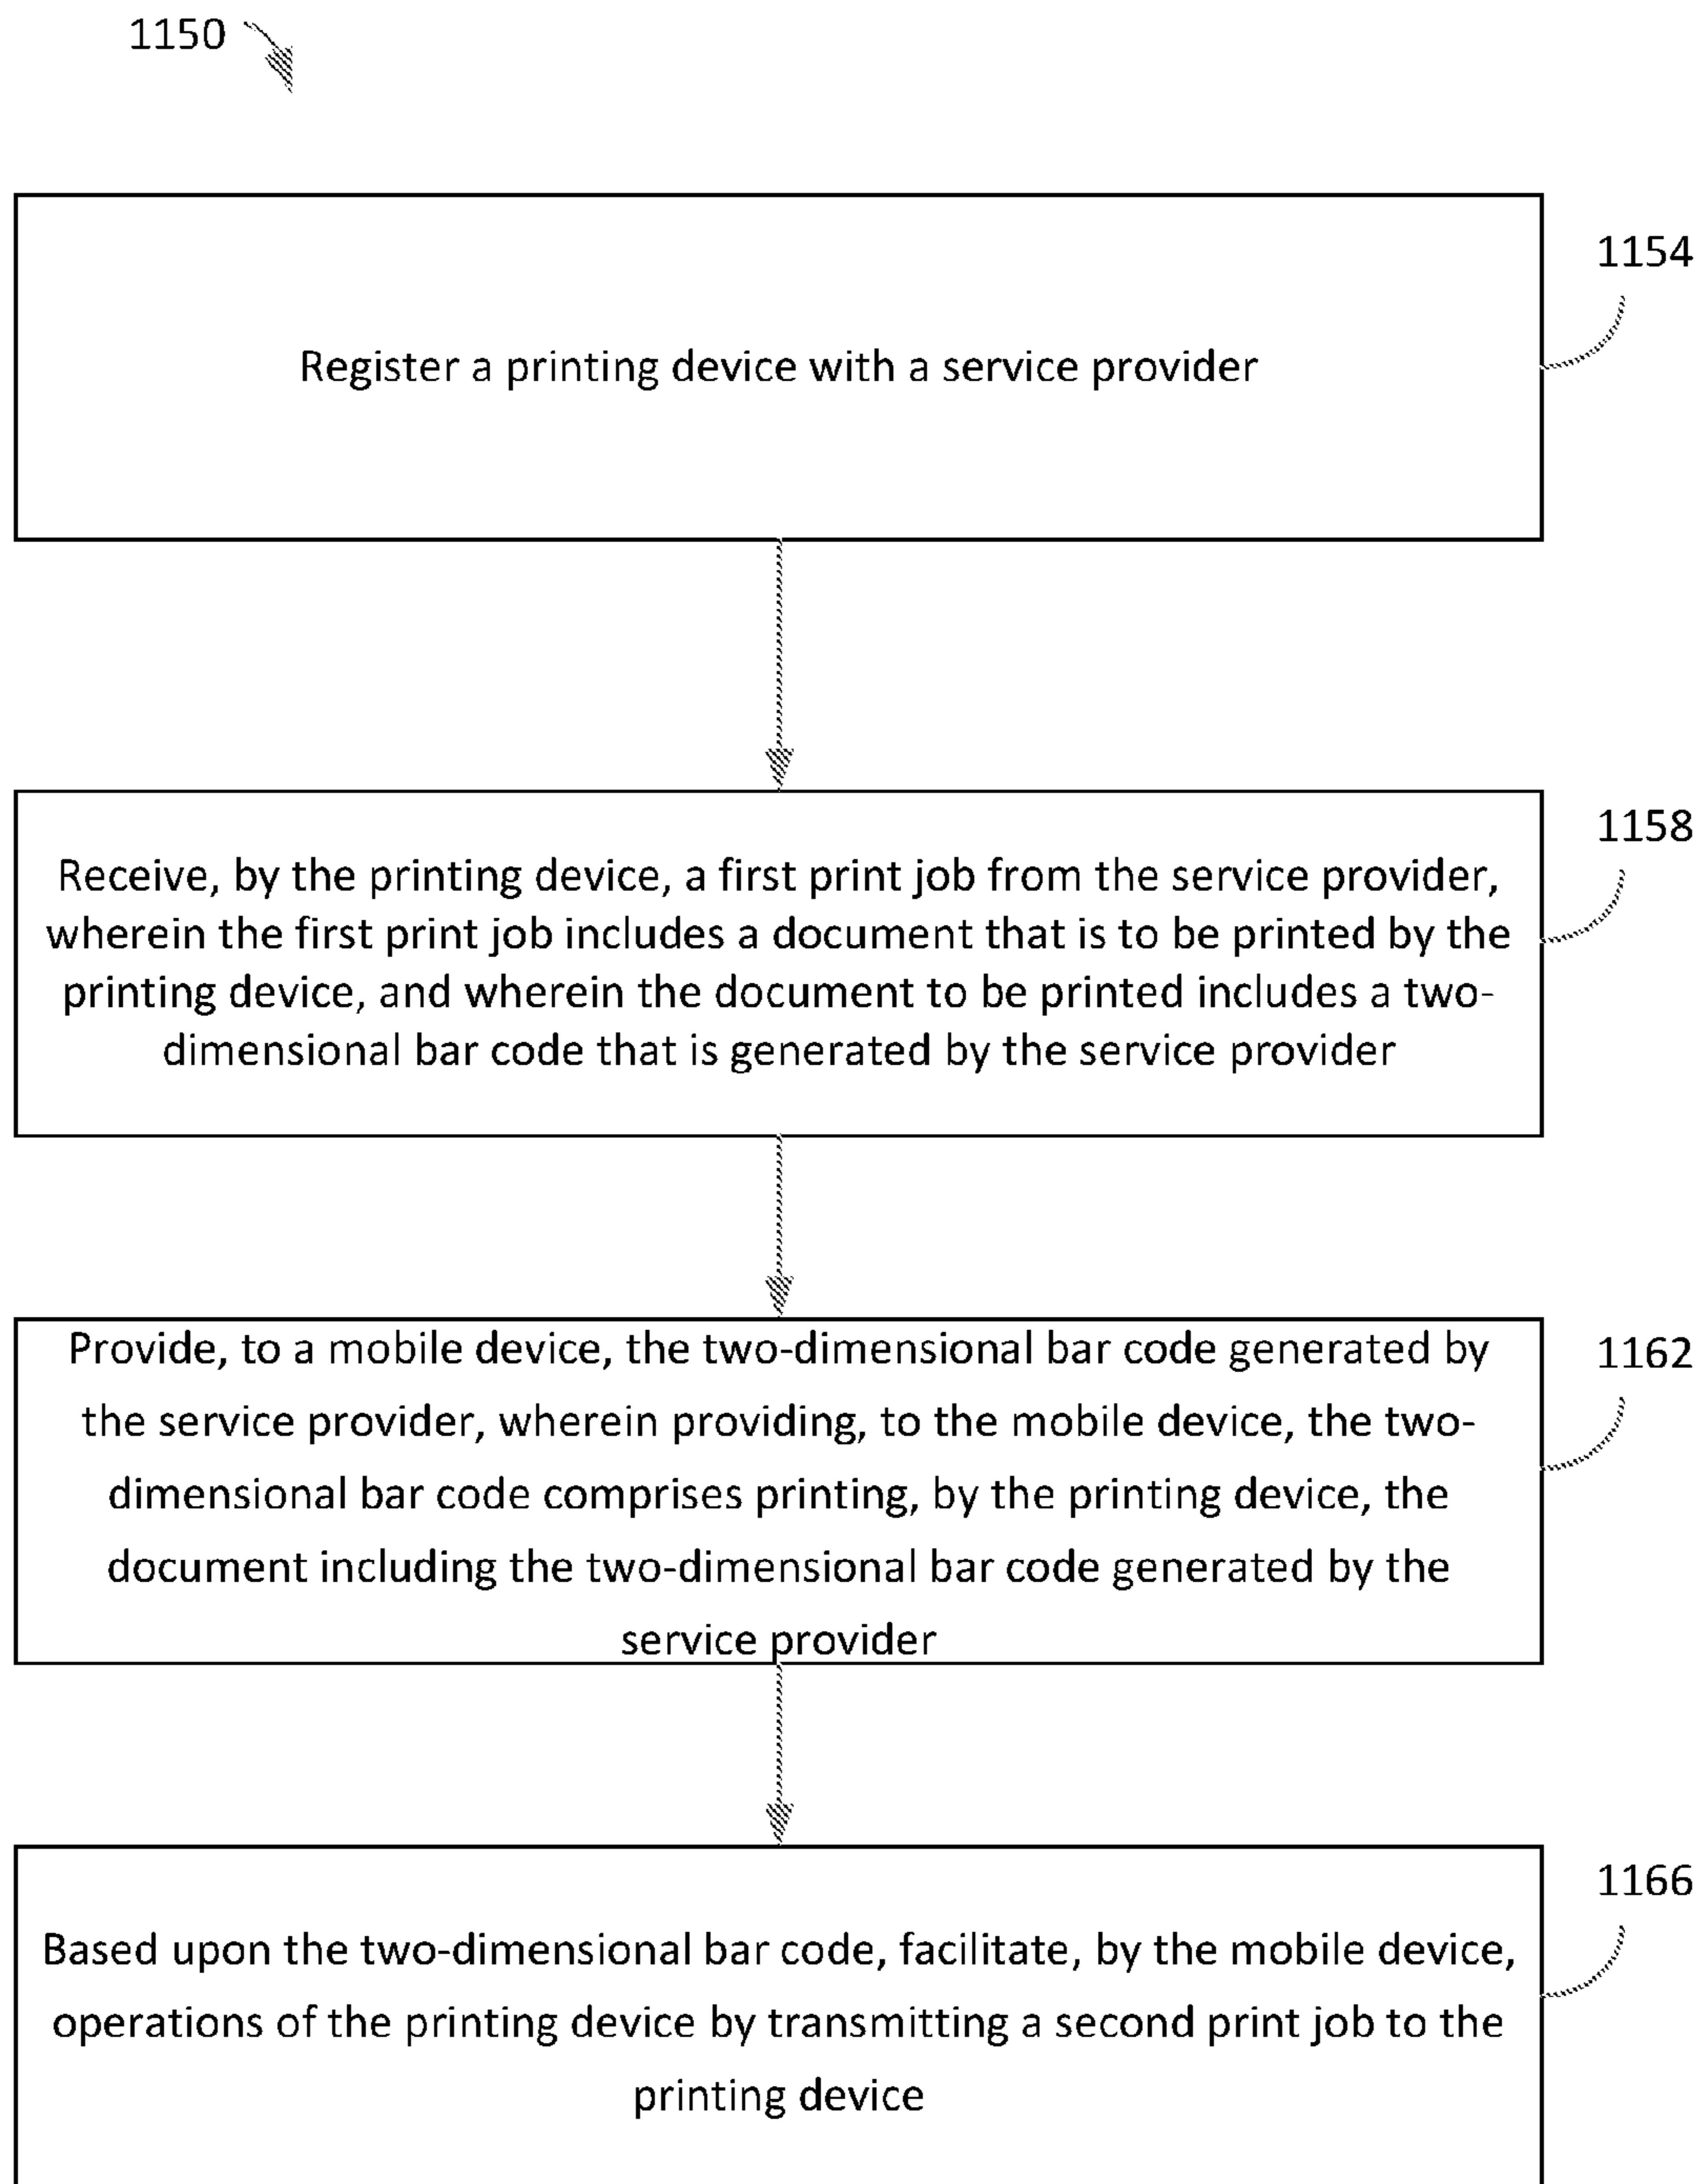 1150
1154
Register a printing device with a service provider
1158
Receive, by the printing device, a first print job from the service provider,
wherein the first print job includes a document that is to be printed by the
printing device, and wherein the document to be printed includes a two-
dimensional bar code that is generated by the service provider
1162
Provide, to a mobile device, the two-dimensional bar code generated by
the service provider, wherein providing, to the mobile device, the two-
dimensional bar code comprises printing, by the printing device, the
document including the two-dimensional bar code generated by the
service provider
1166
Based upon the two-dimensional bar code, facilitate, by the mobile device,
operations of the printing device by transmitting a second print job to the
printing device